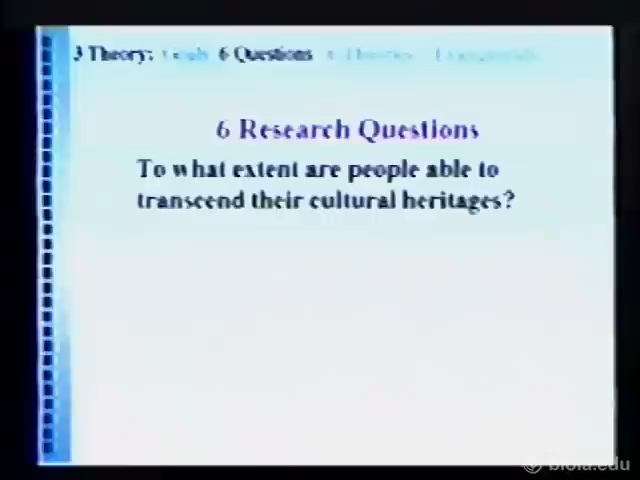 3 Theory: 6 Questions
6 Research Questions
To what extent are people able to
transcend their cultural heritages?
biola.edu